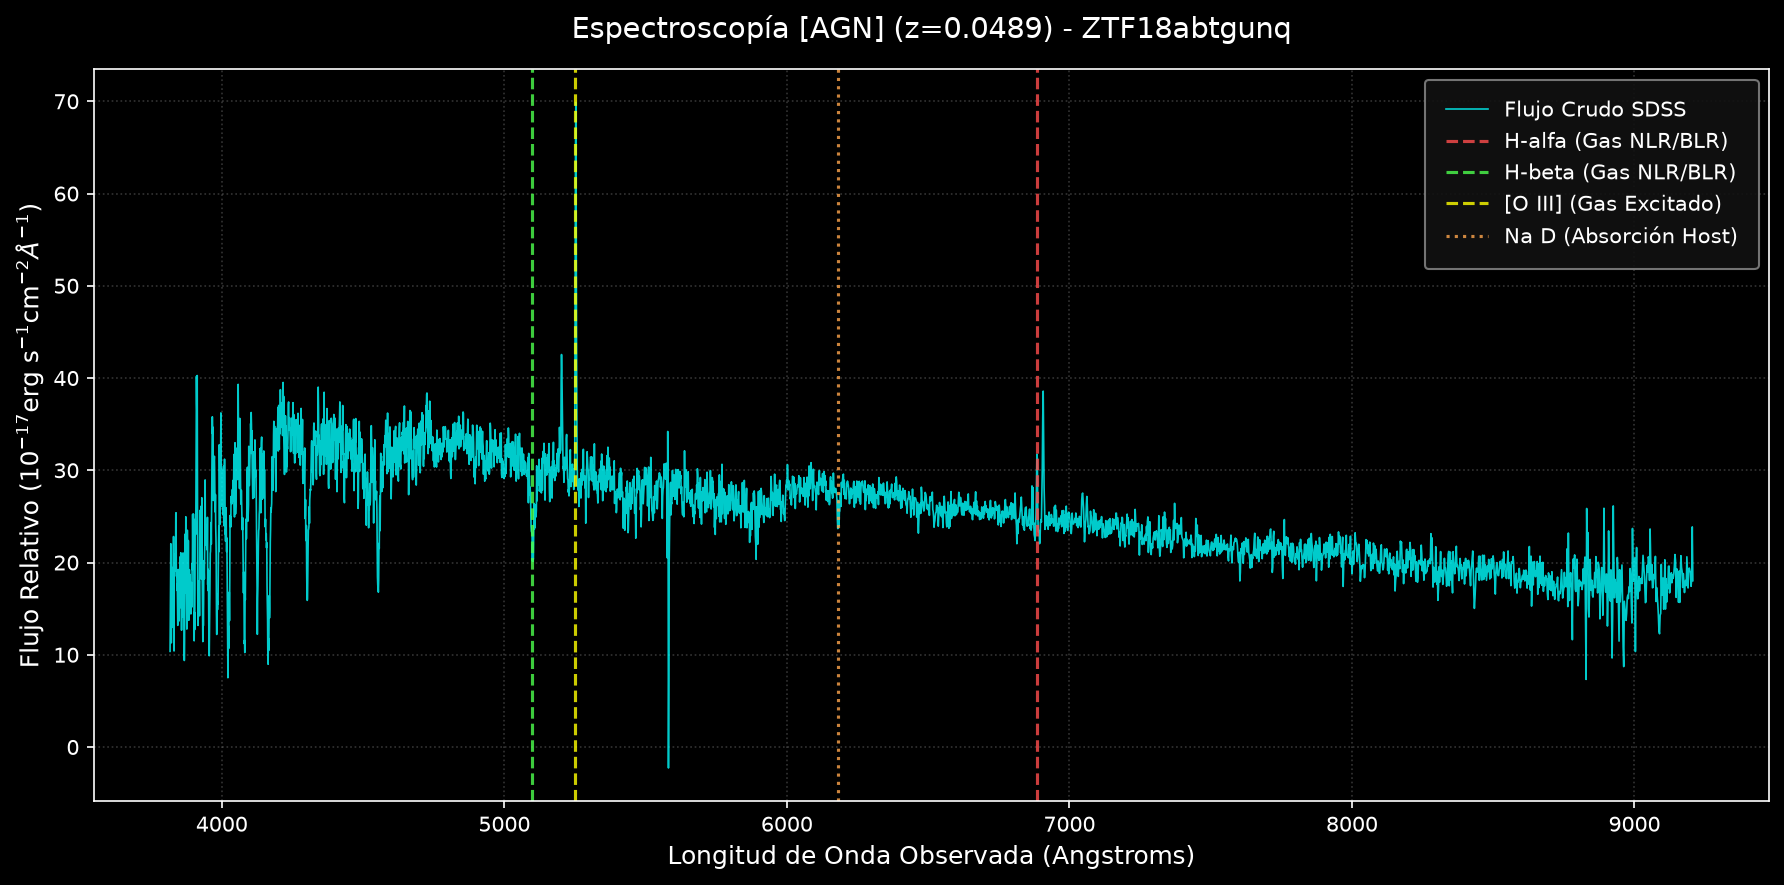 Espectroscopía [AGN] (z=0.0489) - ZTF18abtgunq
Flujo Relativo (10⁻¹⁷erg s⁻¹cm⁻²Å⁻¹)
70
60
50
40
30
20
10
0
Flujo Crudo SDSS
H-alfa (Gas NLR/BLR)
H-beta (Gas NLR/BLR)
[O III] (Gas Excitado)
Na D (Absorción Host)
4000 5000 6000 7000 8000 9000
Longitud de Onda Observada (Angstroms)